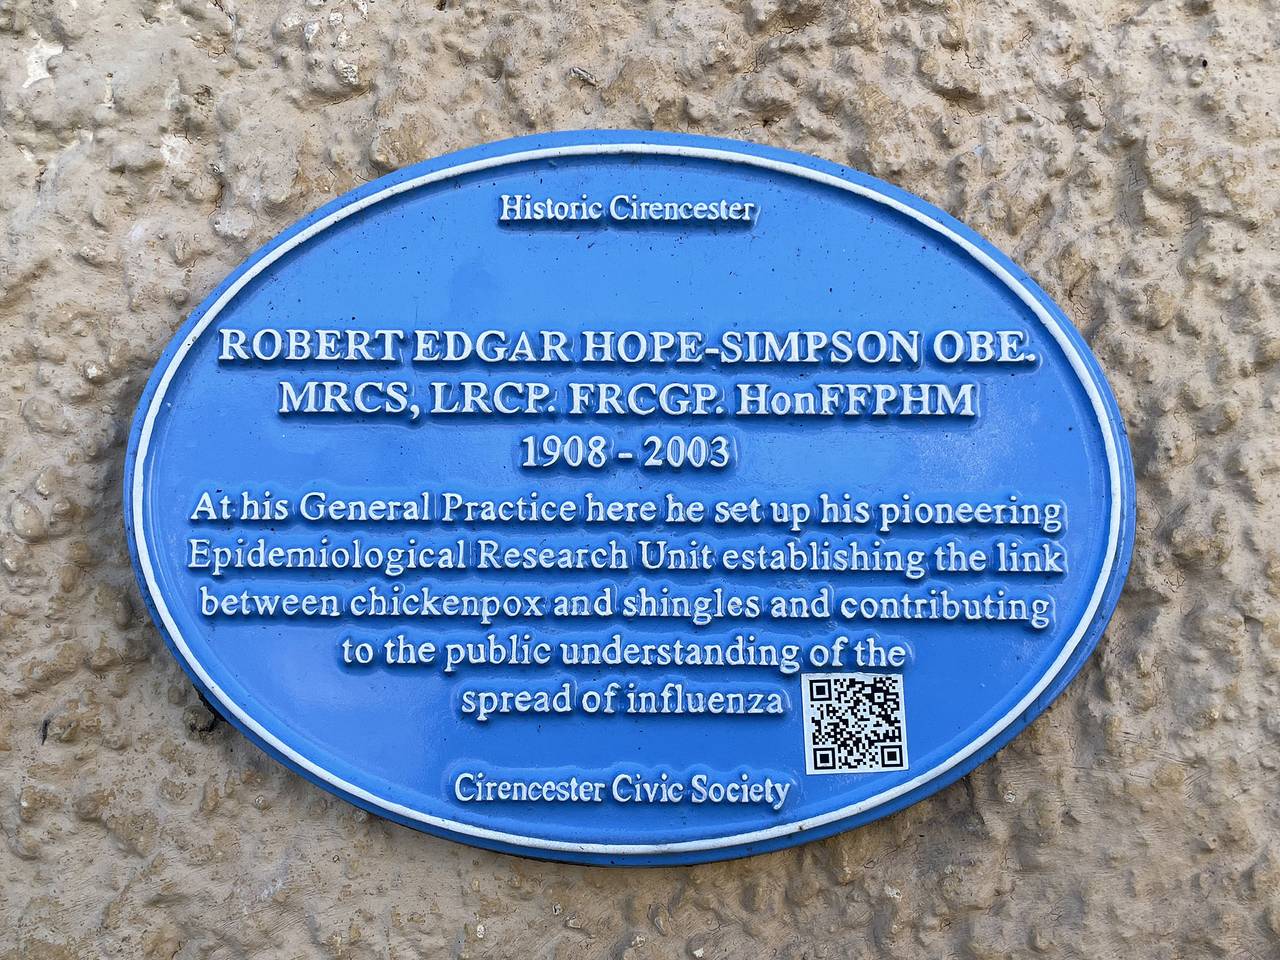 Historic Cirencester
ROBERT EDGAR HOPE-SIMPSON OBE.
MRCS, LRCP. FRCGP. HonFFPHM
1908 - 2003
At his General Practice here he set up his pioneering
Epidemiological Research Unit establishing the link
between chickenpox and shingles and contributing
to the public understanding of the
spread of influenza
Cirencester Civic Society